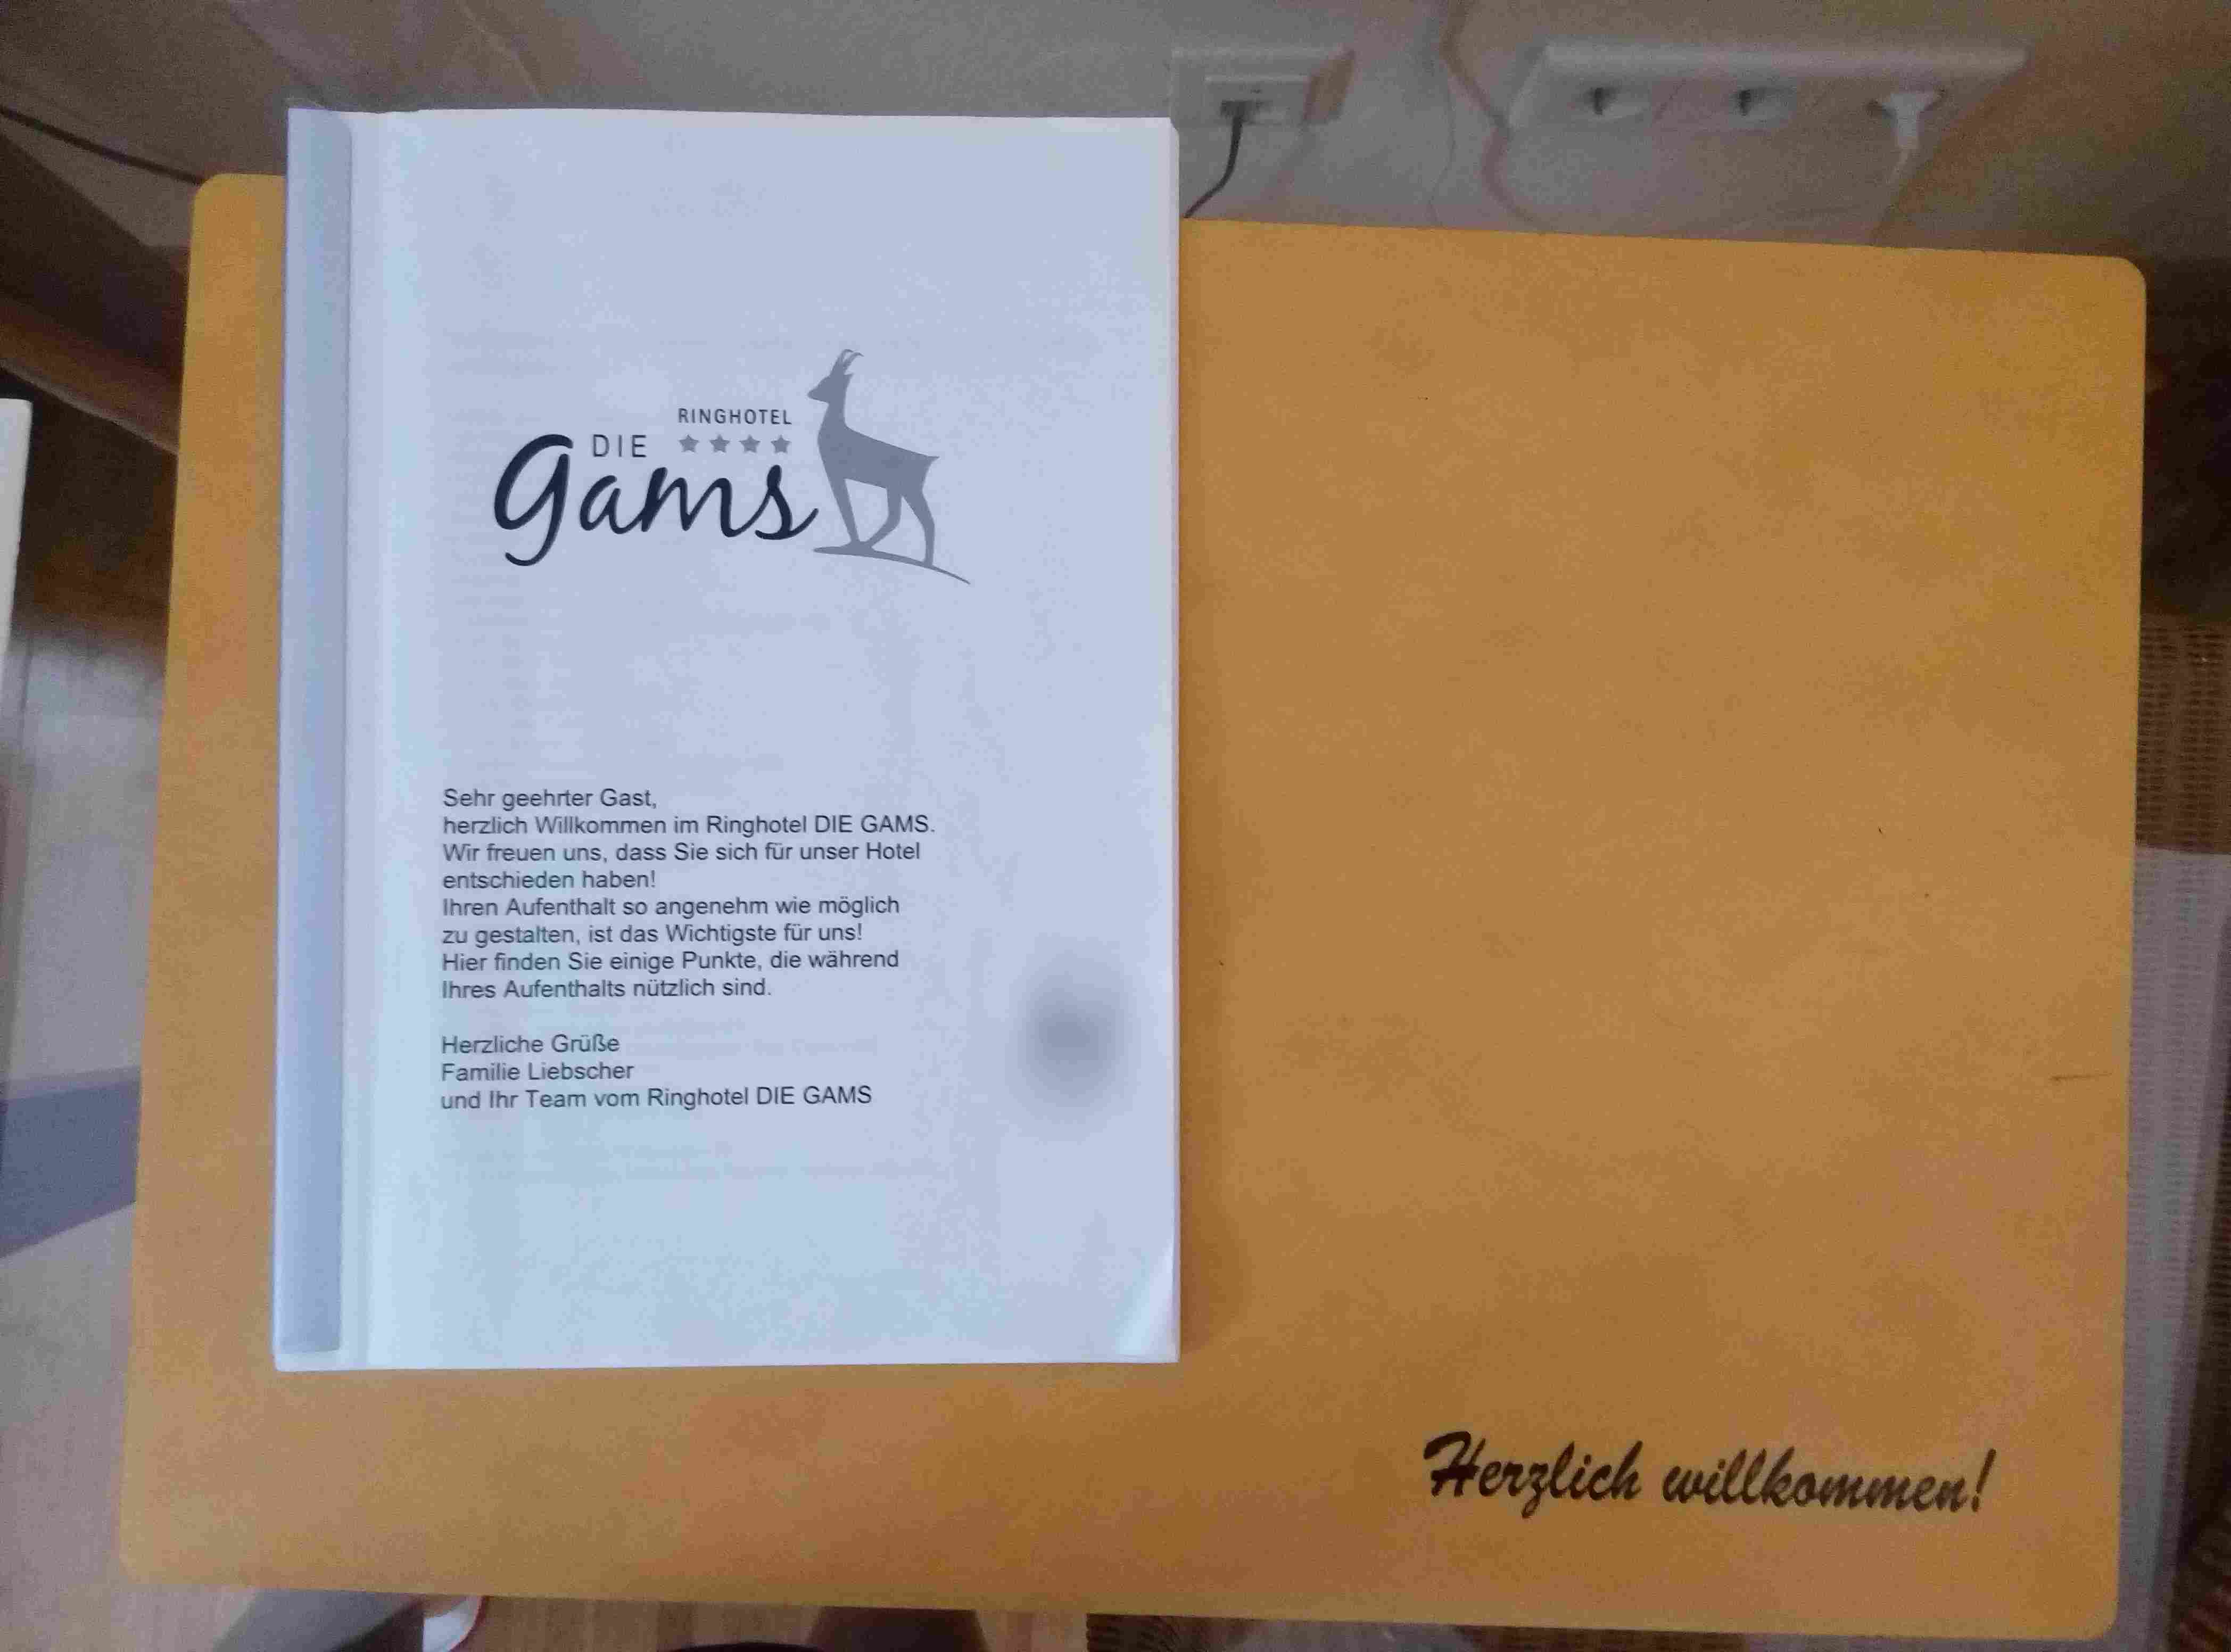 RINGHOTEL
DIE
Gams
Sehr geehrter Gast,
herzlich Willkommen im Ringhotel DIE GAMS.
Wir freuen uns, dass Sie sich für unser Hotel
entschieden haben!
Ihren Aufenthalt so angenehm wie möglich
zu gestalten, ist das Wichtigste für uns!
Hier finden Sie einige Punkte, die während
Ihres Aufenthalts nützlich sind.
Herzliche Grüße
Familie Liebscher
und Ihr Team vom Ringhotel DIE GAMS
Herzlich willkommen!